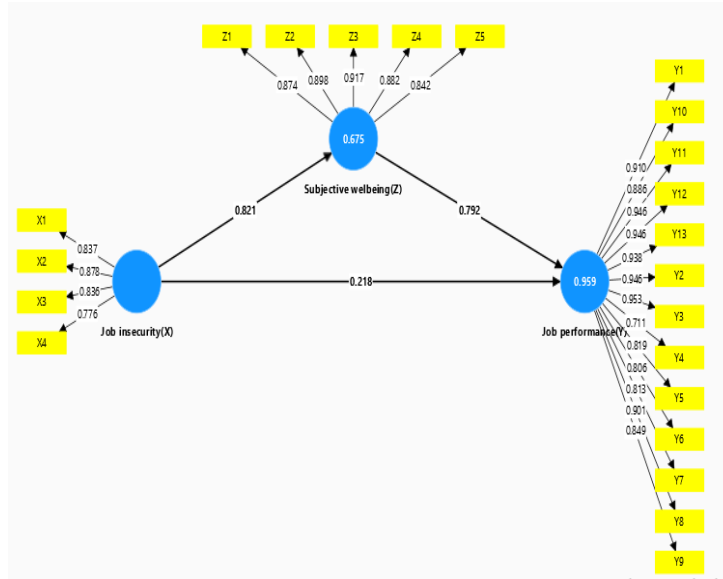 Z1 Z2 Z3 Z4 Z5
0.874 0.898 0.917 0.882 0.842
0.675
Subjective welbeing(Z)
0.821
0.792
X1
X2
X3
X4
0.837
0.878
0.836
0.776
Job insecurity(X)
0.218
0.959
Job performance(Y)
0.910
0.886
0.946
0.946
0.938
0.946
0.953
0.711
0.819
0.806
0.813
0.901
0.849
Y1
Y10
Y11
Y12
Y13
Y2
Y3
Y4
Y5
Y6
Y7
Y8
Y9